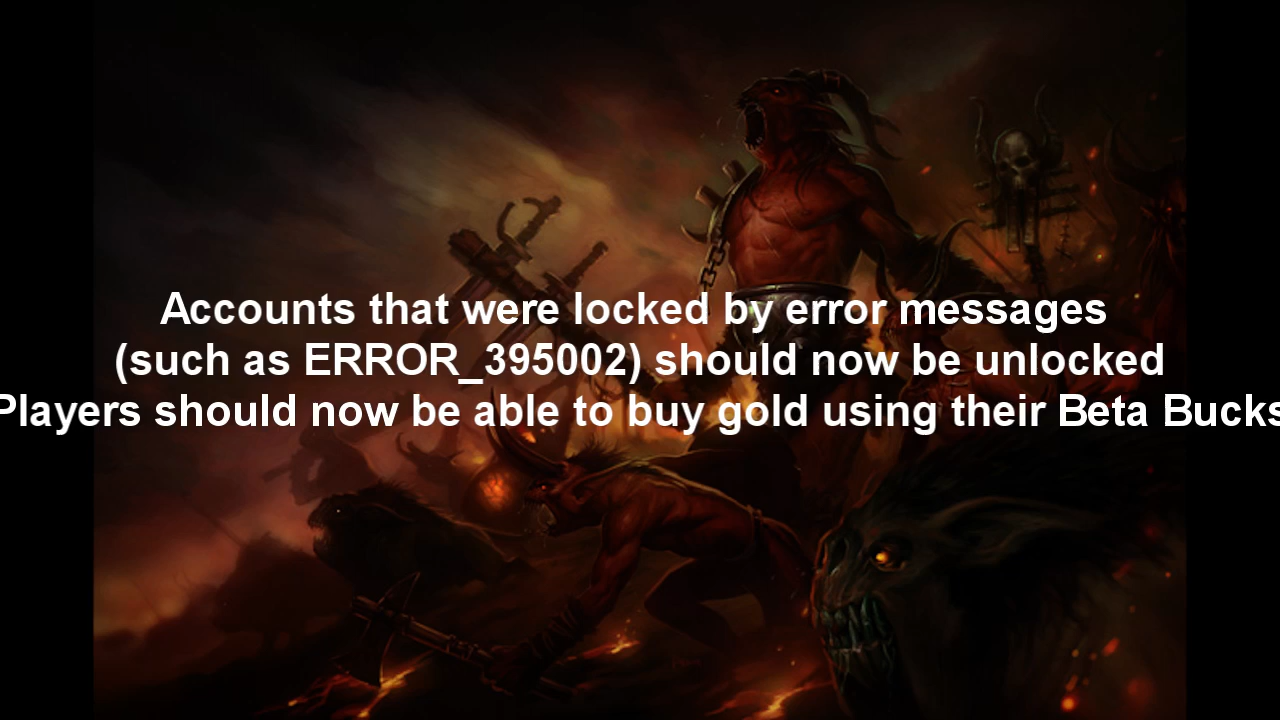 Accounts that were locked by error messages
(such as ERROR_395002) should now be unlocked
Players should now be able to buy gold using their Beta Bucks